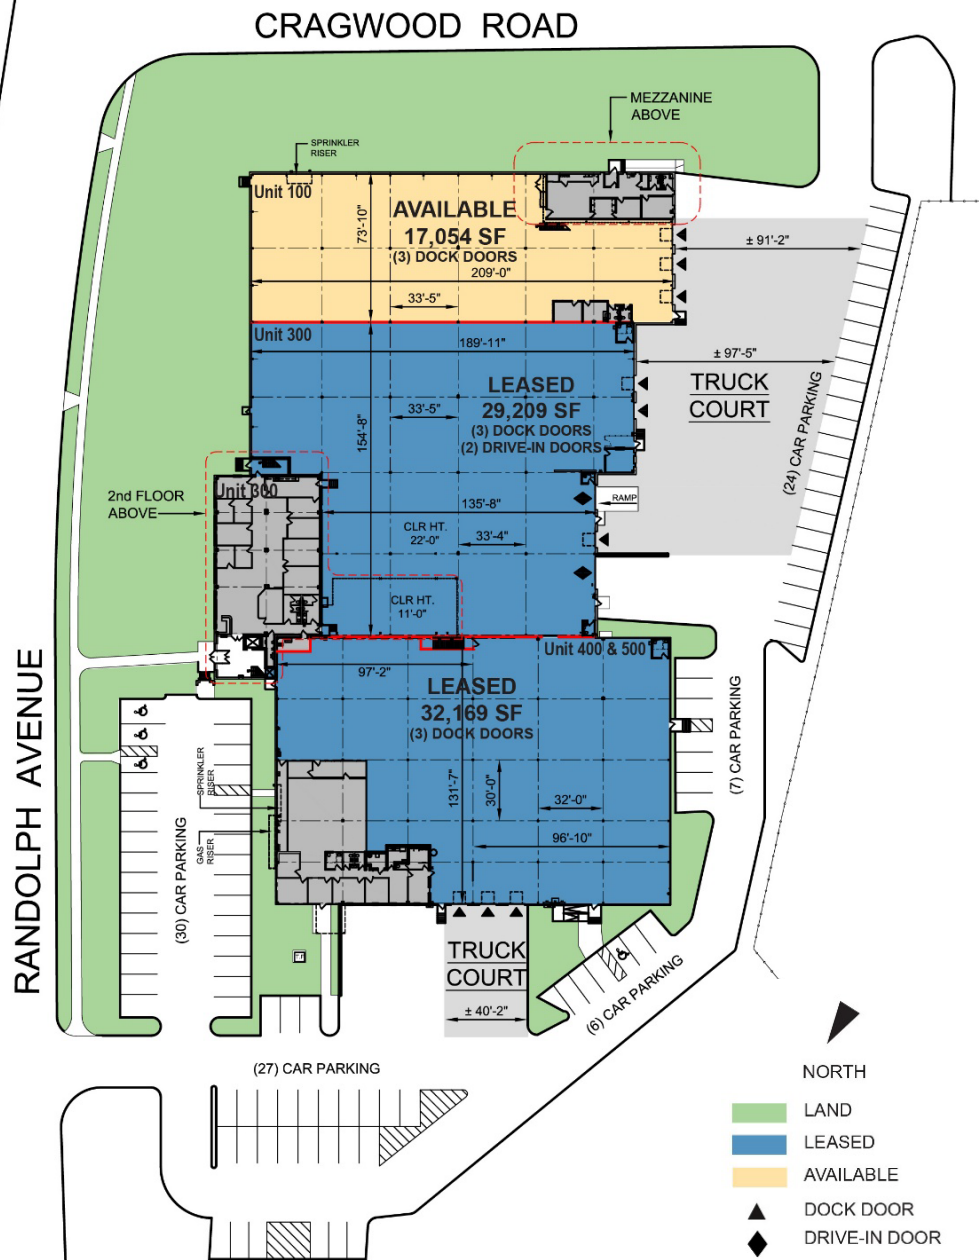 CRAGWOOD ROAD
MEZZANINE
ABOVE
SPRINKLER
RISER
Unit 100
AVAILABLE
17,054 SF
(3) DOCK DOORS
73'-10"
209'-0"
33'-5"
± 91'-2"
Unit 300
189'-11"
± 97'-5"
LEASED
29,209 SF
(3) DOCK DOORS
(2) DRIVE-IN DOORS
33'-5"
154'-8"
TRUCK
COURT
(24) CAR PARKING
2nd FLOOR
ABOVE
Unit 300
135'-8"
RAMP
CLR HT.
22'-0"
33'-4"
CLR HT.
11'-0"
Unit 400 & 500
97'-2"
LEASED
32,169 SF
(3) DOCK DOORS
131'-7"
30'-0"
32'-0"
96'-10"
(7) CAR PARKING
RANDOLPH AVENUE
SPRINKLER
RISER
GAS
RISER
(30) CAR PARKING
TRUCK
COURT
± 40'-2"
(6) CAR PARKING
(27) CAR PARKING
NORTH
LAND
LEASED
AVAILABLE
DOCK DOOR
DRIVE-IN DOOR